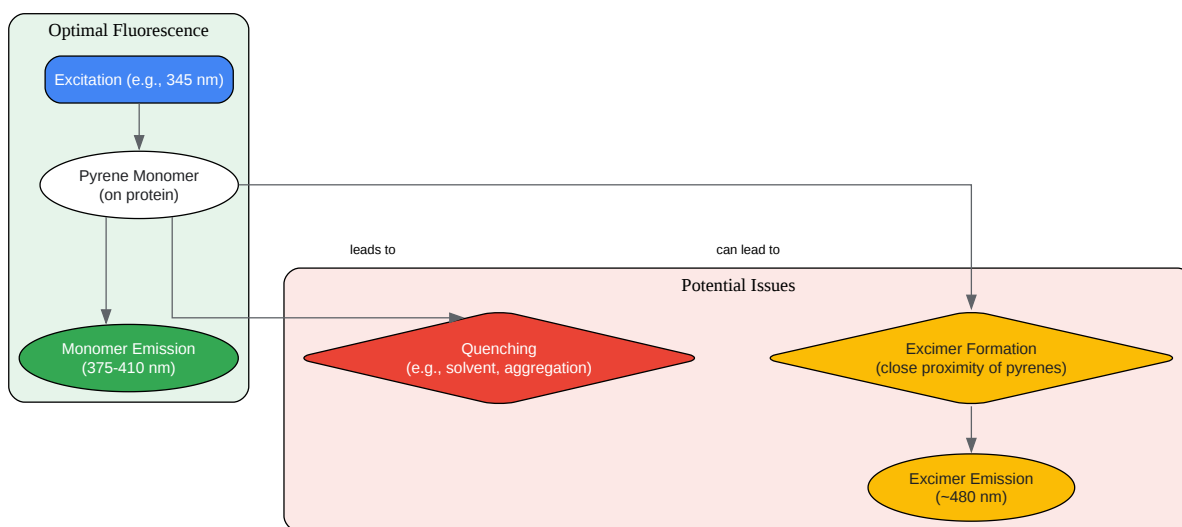 Optimal Fluorescence
Excitation (e.g., 345 nm)
Pyrene Monomer
(on protein)
leads to
can lead to
Potential Issues
Monomer Emission
(375-410 nm)
Quenching
(e.g., solvent, aggregation)
Excimer Formation
(close proximity of pyrenes)
Excimer Emission
(~480 nm)